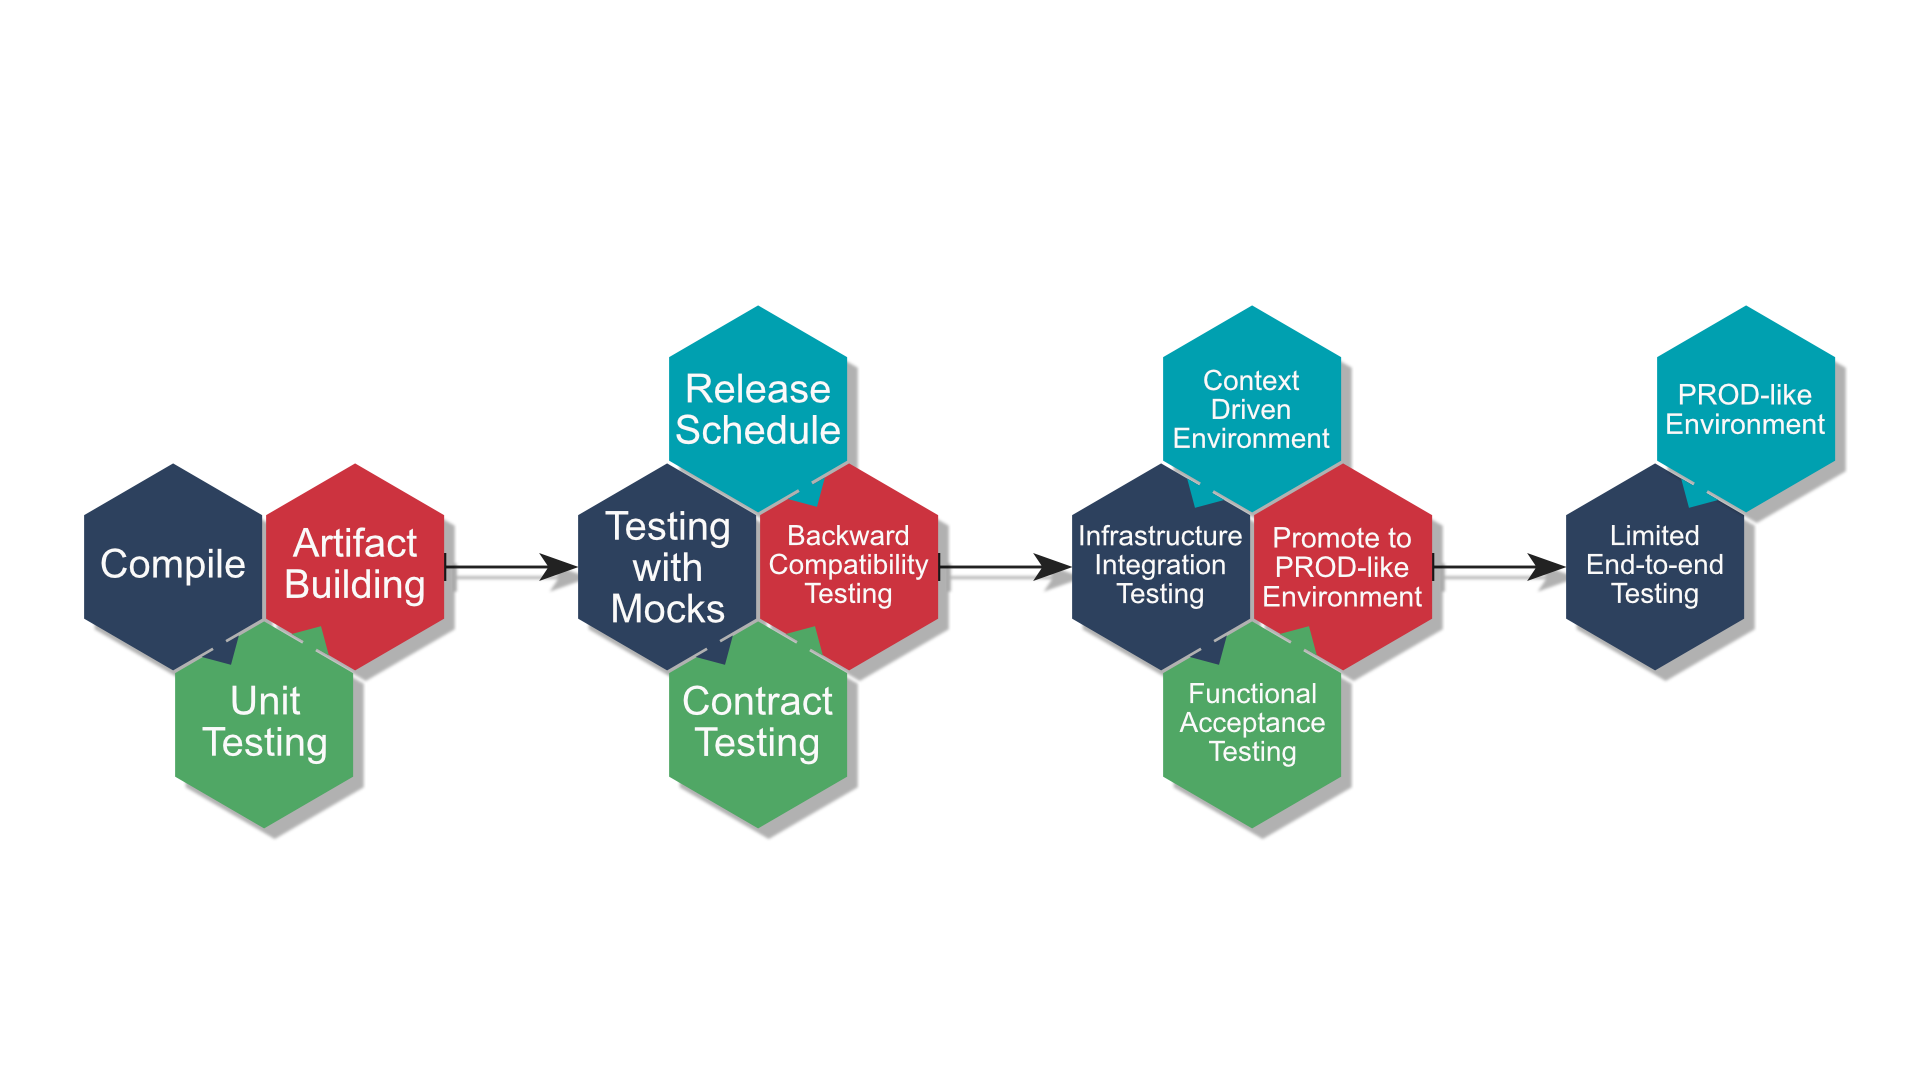 Compile
Artifact
Building
Unit
Testing
Release
Schedule
Testing
with
Mocks
Backward
Compatibility
Testing
Contract
Testing
Context
Driven
Environment
Infrastructure
Integration
Testing
Promote to
PROD-like
Environment
Functional
Acceptance
Testing
PROD-like
Environment
Limited
End-to-end
Testing